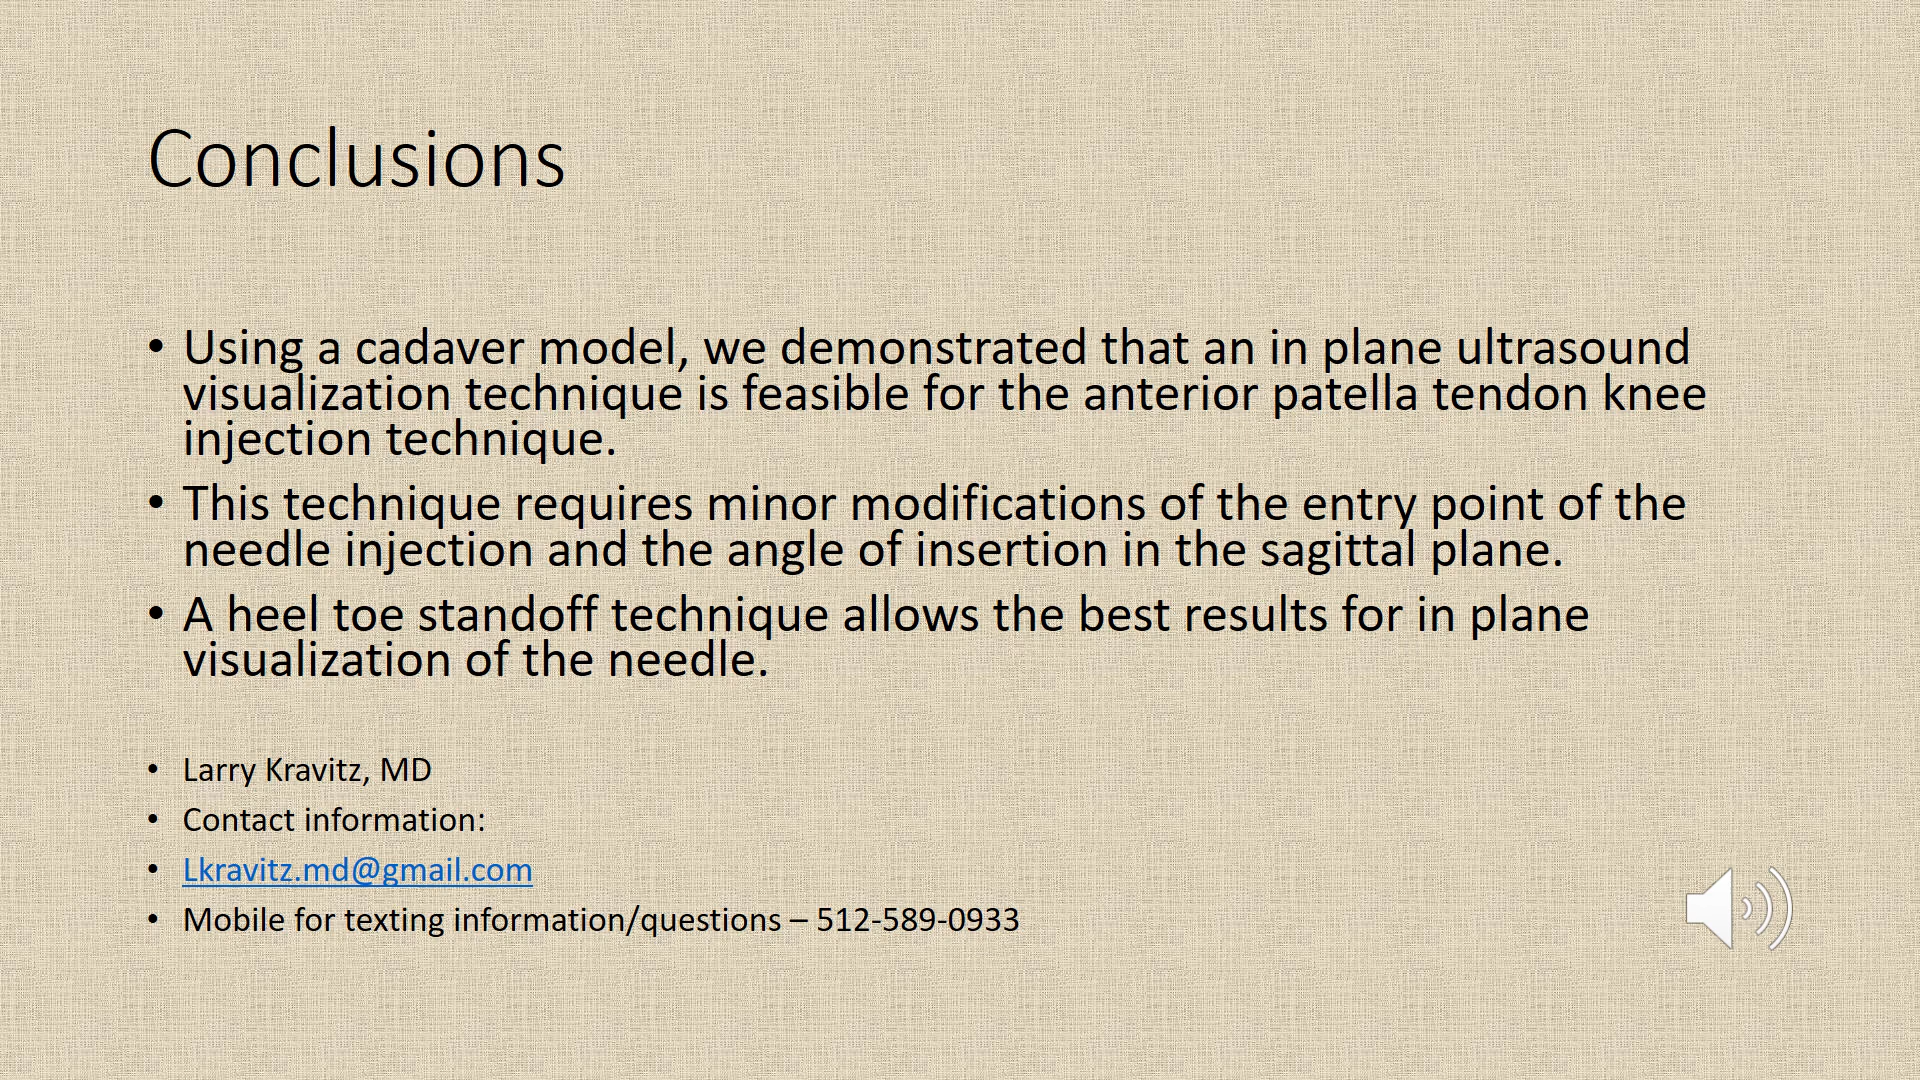 Conclusions
• Using a cadaver model, we demonstrated that an in plane ultrasound
visualization technique is feasible for the anterior patella tendon knee
injection technique.
• This technique requires minor modifications of the entry point of the
needle injection and the angle of insertion in the sagittal plane.
• A heel toe standoff technique allows the best results for in plane
visualization of the needle.
• Larry Kravitz, MD
• Contact information:
• Lkravitz.md@gmail.com
• Mobile for texting information/questions – 512-589-0933